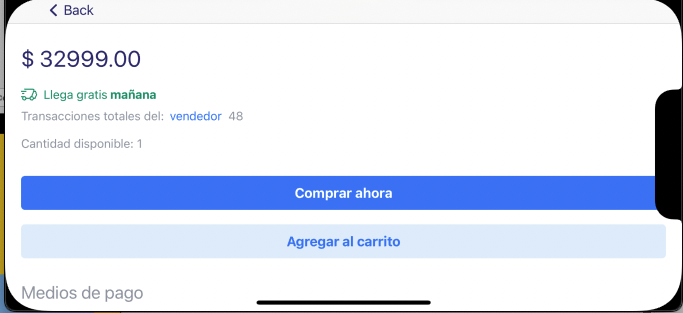 Back
$ 32999.00
Llega gratis mañana
Transacciones totales del: vendedor 48
Cantidad disponible: 1
Comprar ahora
Agregar al carrito
Medios de pago